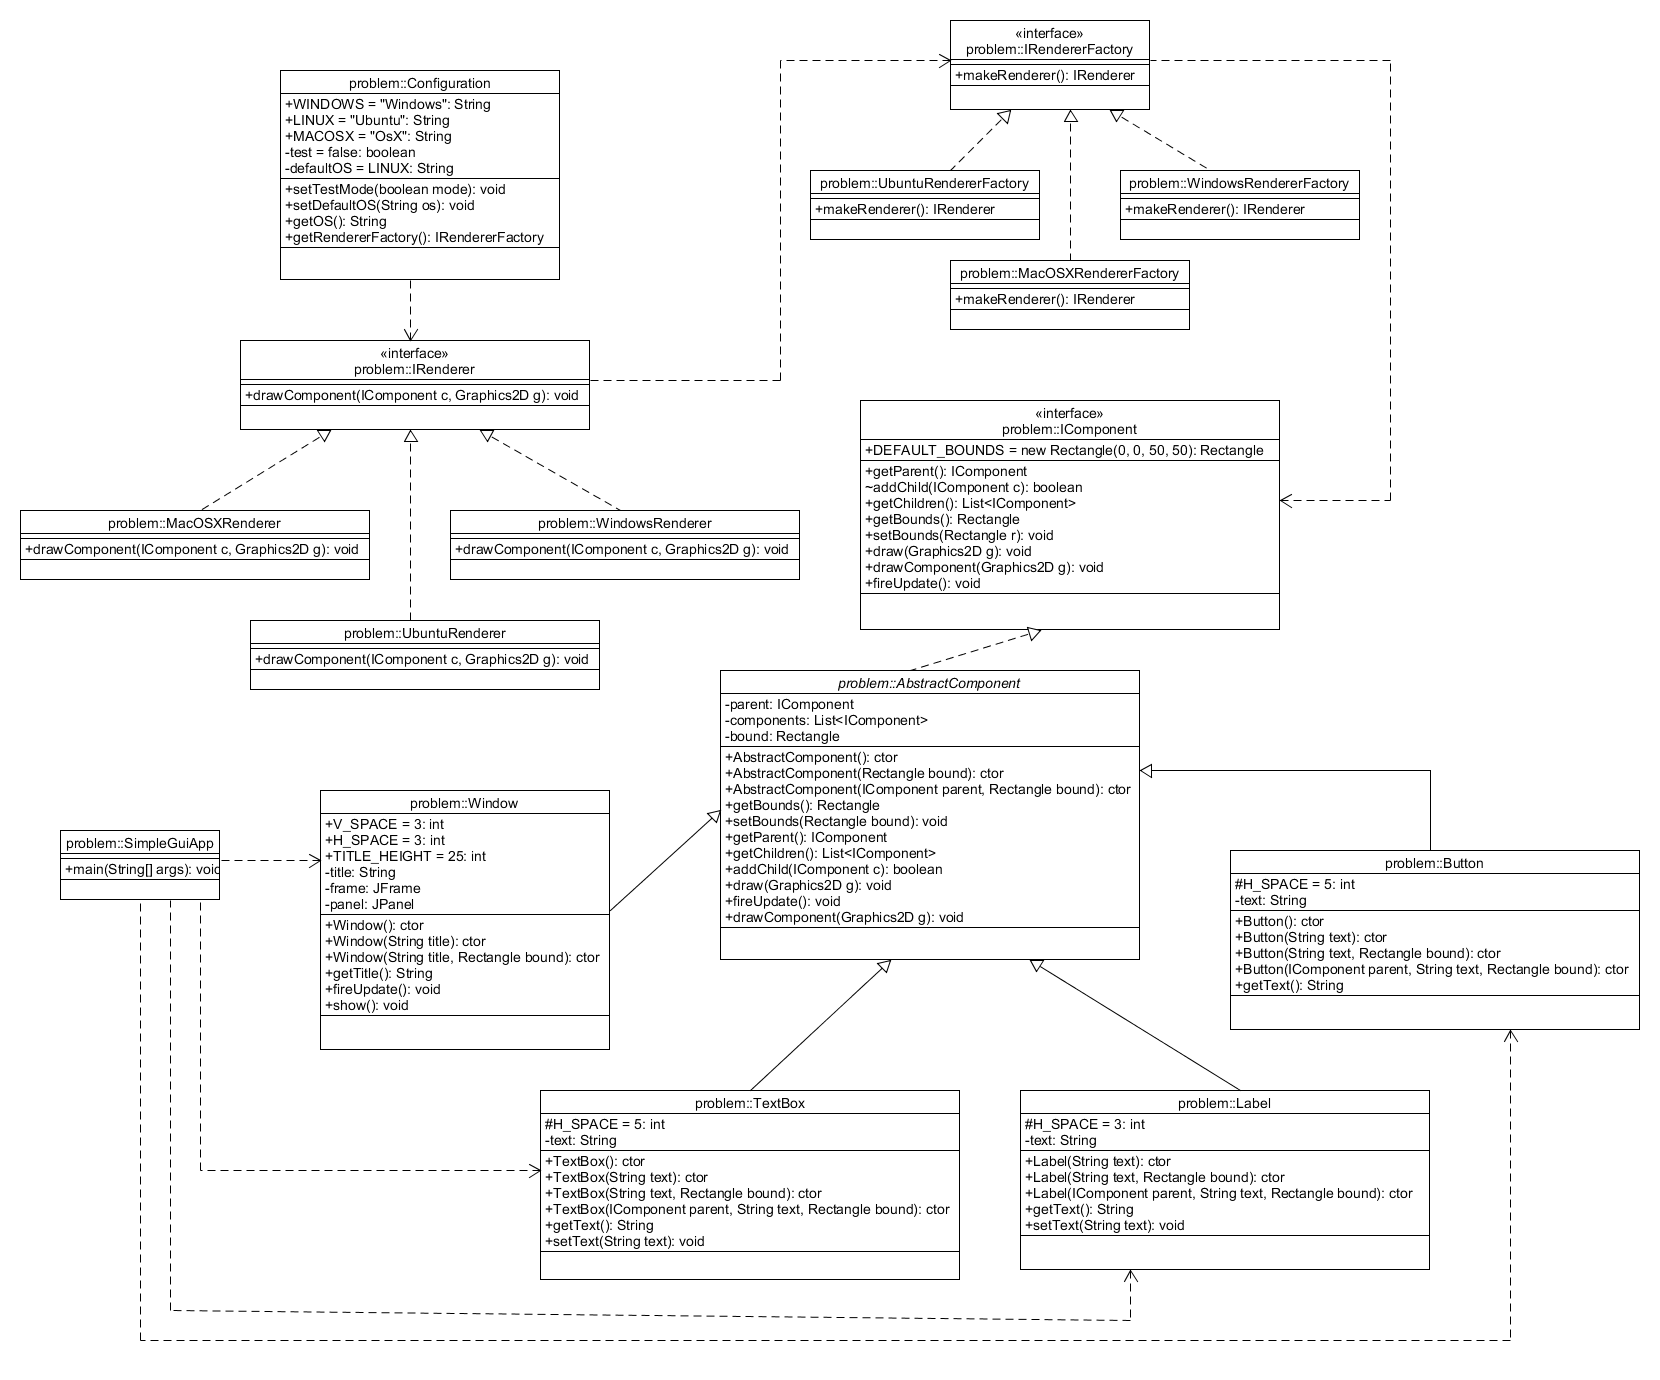 «interface»
problem::IRendererFactory
+makeRenderer(): IRenderer
problem::Configuration
+WINDOWS = "Windows": String
+LINUX = "Ubuntu": String
+MACOSX = "OsX": String
-test = false: boolean
-defaultOS = LINUX: String
+setTestMode(boolean mode): void
+setDefaultOS(String os): void
+getOS(): String
+getRendererFactory(): IRendererFactory
problem::UbuntuRendererFactory
+makeRenderer(): IRenderer
problem::WindowsRendererFactory
+makeRenderer(): IRenderer
problem::MacOSXRendererFactory
+makeRenderer(): IRenderer
«interface»
problem::IRenderer
+drawComponent(IComponent c, Graphics2D g): void
«interface»
problem::IComponent
+DEFAULT_BOUNDS = new Rectangle(0, 0, 50, 50): Rectangle
+getParent(): IComponent
~addChild(IComponent c): boolean
+getChildren(): List<IComponent>
+getBounds(): Rectangle
+setBounds(Rectangle r): void
+draw(Graphics2D g): void
+drawComponent(Graphics2D g): void
+fireUpdate(): void
problem::MacOSXRenderer
+drawComponent(IComponent c, Graphics2D g): void
problem::WindowsRenderer
+drawComponent(IComponent c, Graphics2D g): void
problem::UbuntuRenderer
+drawComponent(IComponent c, Graphics2D g): void
problem::AbstractComponent
-parent: IComponent
-components: List<IComponent>
-bound: Rectangle
+AbstractComponent(): ctor
+AbstractComponent(Rectangle bound): ctor
+AbstractComponent(IComponent parent, Rectangle bound): ctor
+getBounds(): Rectangle
+setBounds(Rectangle bound): void
+getParent(): IComponent
+getChildren(): List<IComponent>
+addChild(IComponent c): boolean
+draw(Graphics2D g): void
+fireUpdate(): void
+drawComponent(Graphics2D g): void
problem::Window
+V_SPACE = 3: int
+H_SPACE = 3: int
+TITLE_HEIGHT = 25: int
-title: String
-frame: JFrame
-panel: JPanel
+Window(): ctor
+Window(String title): ctor
+Window(String title, Rectangle bound): ctor
+getTitle(): String
+fireUpdate(): void
+show(): void
problem::SimpleGuiApp
+main(String[] args): void
problem::Button
#H_SPACE = 5: int
-text: String
+Button(): ctor
+Button(String text): ctor
+Button(String text, Rectangle bound): ctor
+Button(IComponent parent, String text, Rectangle bound): ctor
+getText(): String
problem::TextBox
#H_SPACE = 5: int
-text: String
+TextBox(): ctor
+TextBox(String text): ctor
+TextBox(String text, Rectangle bound): ctor
+TextBox(IComponent parent, String text, Rectangle bound): ctor
+getText(): String
+setText(String text): void
problem::Label
#H_SPACE = 3: int
-text: String
+Label(String text): ctor
+Label(String text, Rectangle bound): ctor
+Label(IComponent parent, String text, Rectangle bound): ctor
+getText(): String
+setText(String text): void